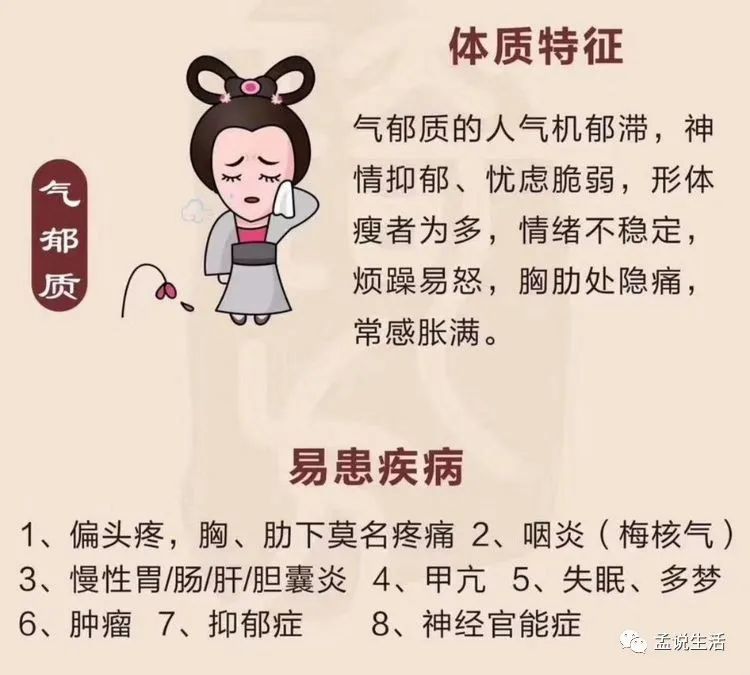 体质特征
气郁质
气郁质的人气机郁滞，神
情抑郁、忧虑脆弱，形体
瘦者为多，情绪不稳定，
烦躁易怒，胸肋处隐痛，
常感胀满。
易患疾病
1、偏头疼，胸、肋下莫名疼痛 2、咽炎（梅核气）
3、慢性胃/肠/肝/胆囊炎 4、甲亢 5、失眠、多梦
6、肿瘤 7、抑郁症 8、神经官能症
孟说生活